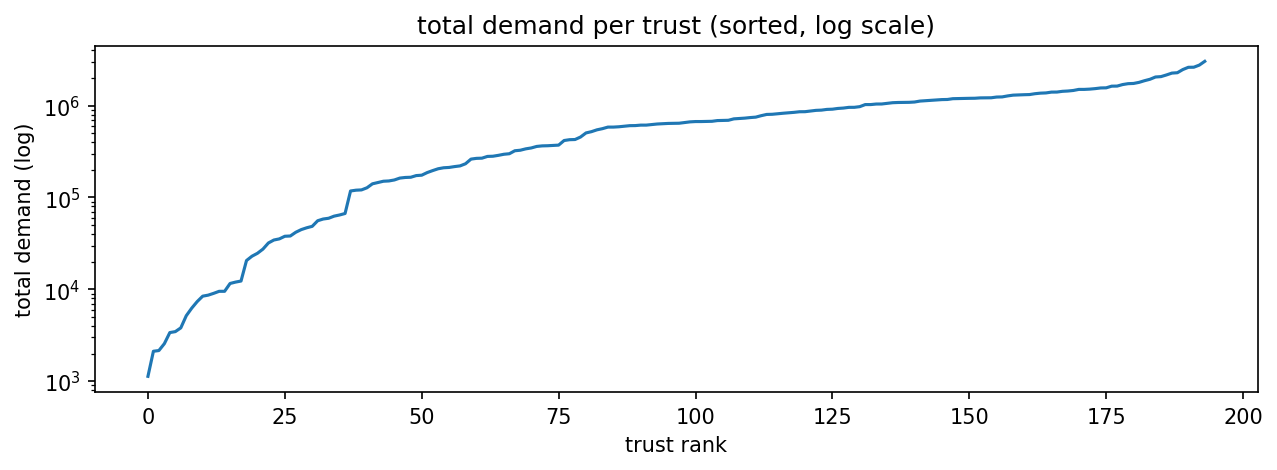 total demand per trust (sorted, log scale)
total demand (log)
10^6
10^5
10^4
10^3
0 25 50 75 100 125 150 175 200
trust rank